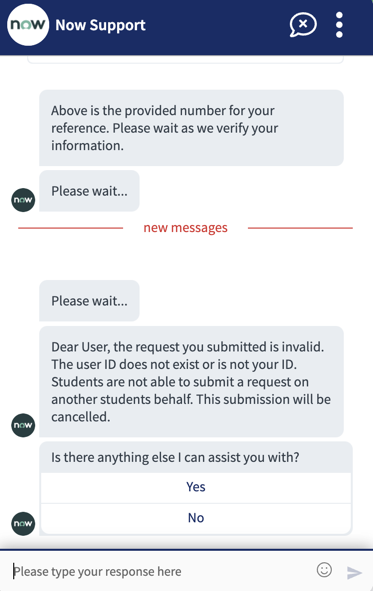 now
Now Support
Above is the provided number for your
reference. Please wait as we verify your
information.
Please wait...
now
new messages
Please wait...
Dear User, the request you submitted is invalid.
The user ID does not exist or is not your ID.
Students are not able to submit a request on
another students behalf. This submission will be
cancelled.
now
Is there anything else I can assist you with?
Yes
No
now
Please type your response here